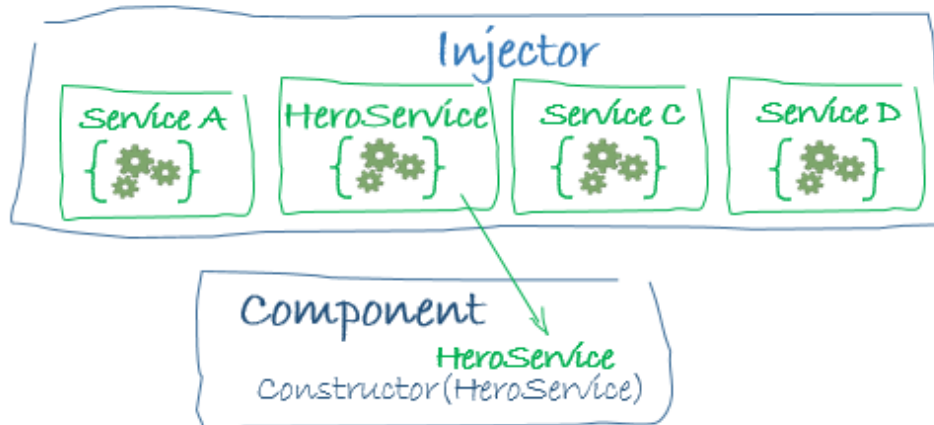 Injector
Service A
HeroService
Service C
Service D
Component
HeroService
Constructor(HeroService)